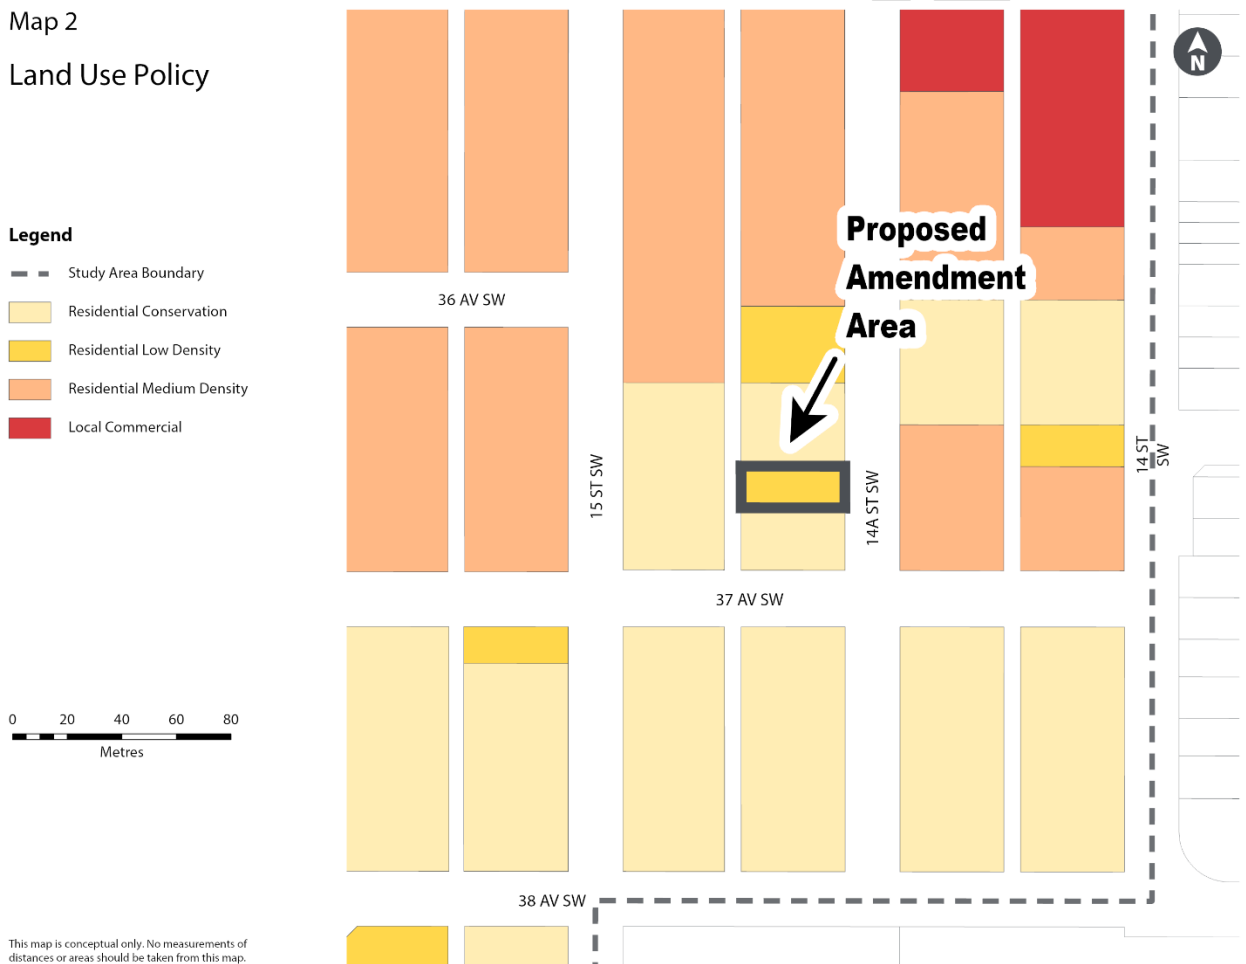 Map 2
Land Use Policy
N
Legend
Study Area Boundary
Residential Conservation
Residential Low Density
Residential Medium Density
Local Commercial
Proposed
Amendment
Area
36 AV SW
15 ST SW
14A ST SW
14 ST
SW
37 AV SW
0 20 40 60 80
Metres
38 AV SW
This map is conceptual only. No measurements of
distances or areas should be taken from this map.